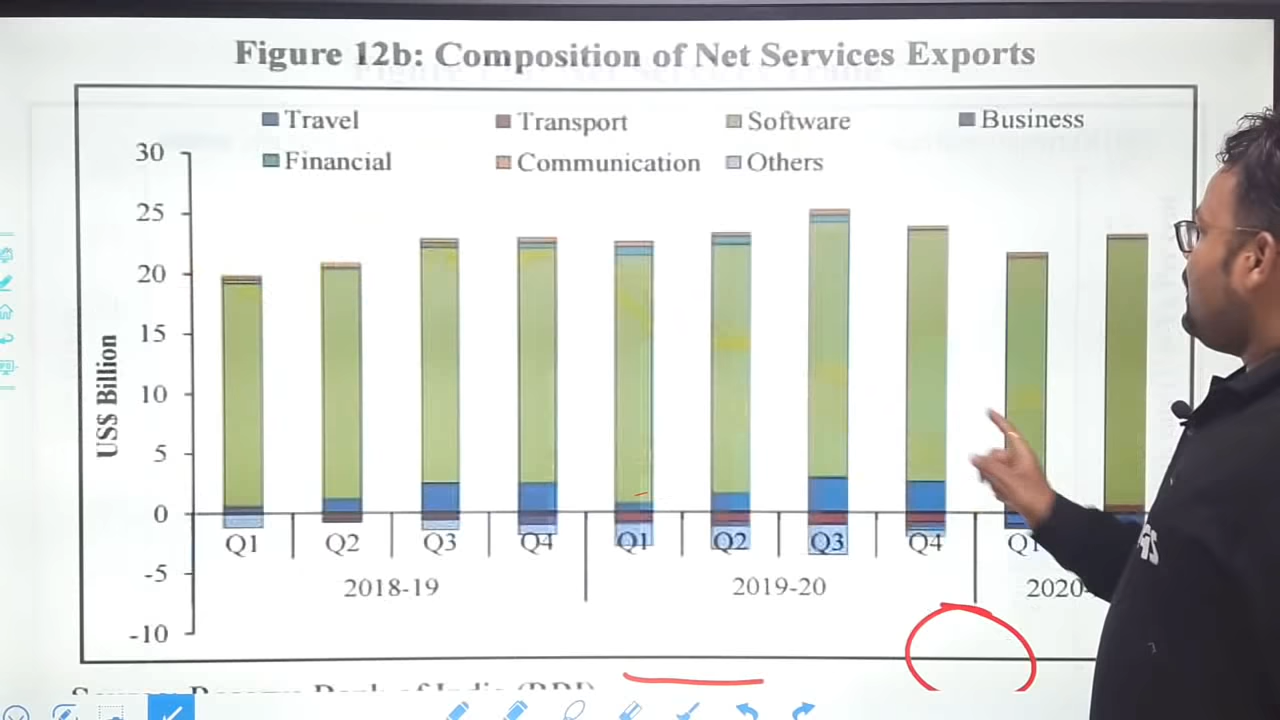 Figure 12b: Composition of Net Services Exports
Travel Transport Software Business
Financial Communication Others
30
25
20
15
10
5
0
-5
-10
US$ Billion
Q1 Q2 Q3 Q4 Q1 Q2 Q3 Q4 Q1
2018-19 2019-20 2020-